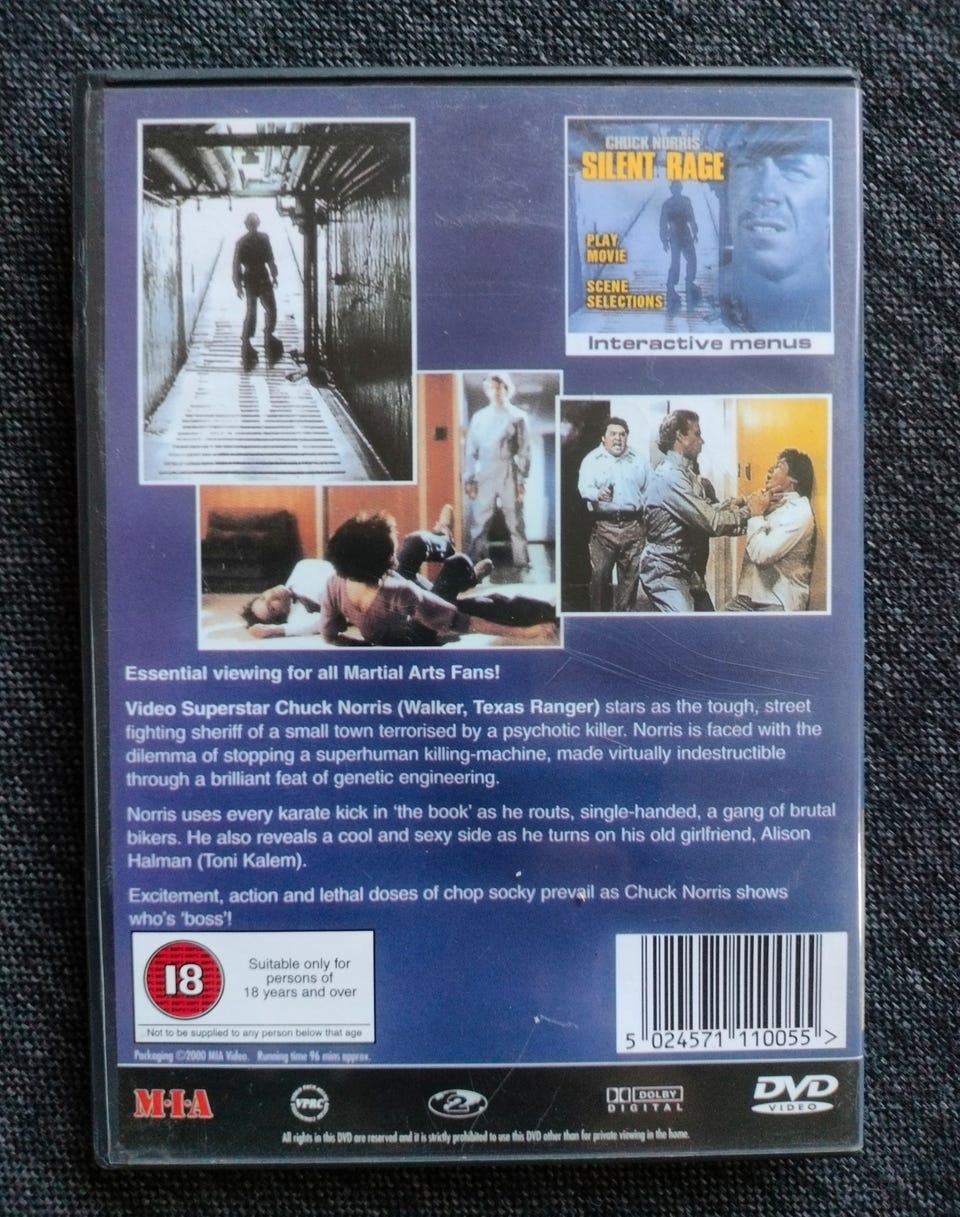 CHUCK NORRIS
SILENT RAGE
PLAY
MOVIE
SCENE
SELECTIONS
Interactive menus
Essential viewing for all Martial Arts Fans!
Video Superstar Chuck Norris (Walker, Texas Ranger) stars as the tough, street
fighting sheriff of a small town terrorised by a psychotic killer. Norris is faced with the
dilemma of stopping a superhuman killing-machine, made virtually indestructible
through a brilliant feat of genetic engineering.
Norris uses every karate kick in ‘the book’ as he routs, single-handed, a gang of brutal
bikers. He also reveals a cool and sexy side as he turns on his old girlfriend, Alison
Halman (Toni Kalem).
Excitement, action and lethal doses of chop socky prevail as Chuck Norris shows
who’s ‘boss’!
18
Suitable only for
persons of
18 years and over
Not to be supplied to any person below that age
5 024571 110055 >
Packaging ©2000 MIA Video. Running time 96 mins approx.
M·I·A
VPRC
2
DOLBY
DIGITAL
DVD
VIDEO
All rights in this DVD are reserved and it is strictly prohibited to use this DVD other than for private viewing in the home.